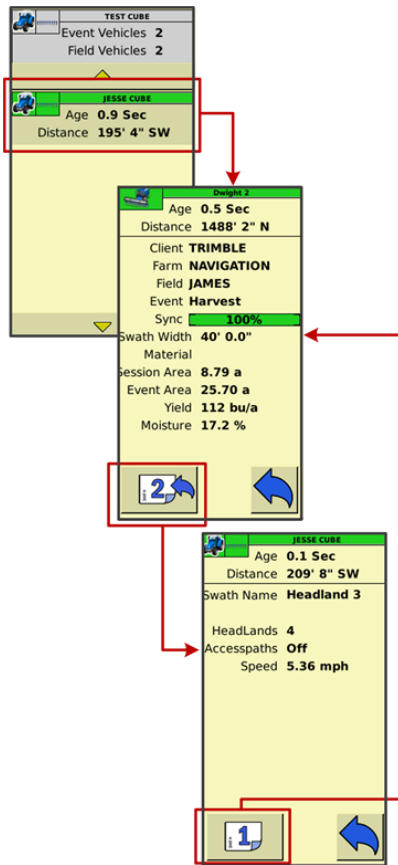 TEST CUBE
Event Vehicles 2
Field Vehicles 2
JESSE CUBE
Age 0.9 Sec
Distance 195' 4" SW
Dwight 2
Age 0.5 Sec
Distance 1488' 2" N
Client TRIMBLE
Farm NAVIGATION
Field JAMES
Event Harvest
Sync 100%
Swath Width 40' 0.0"
Material
Session Area 8.79 a
Event Area 25.70 a
Yield 112 bu/a
Moisture 17.2 %
2
JESSE CUBE
Age 0.1 Sec
Distance 209' 8" SW
Swath Name Headland 3
HeadLands 4
Accesspaths Off
Speed 5.36 mph
1